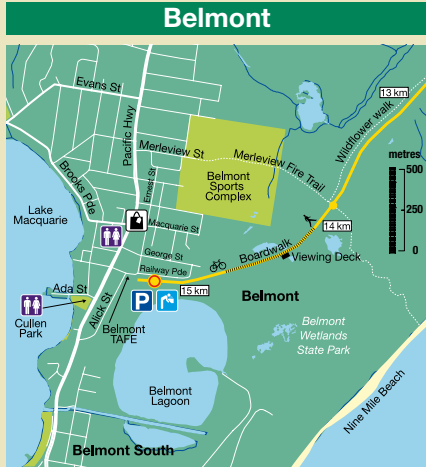 Belmont
Evans St
Pacific Hwy
13 km
Wildflower walk
Merleview St
Merleview Fire Trail
Brooks Pde
Ernest St
Belmont
Sports
Complex
metres
500
250
0
Lake
Macquarie
Macquarie St
14 km
George St
Boardwalk
Viewing Deck
Railway Pde
Ada St
15 km
Belmont
Cullen
Park
Alick St
Belmont
TAFE
P
Belmont
Wetlands
State Park
Belmont
Lagoon
Nine Mile Beach
Belmont South